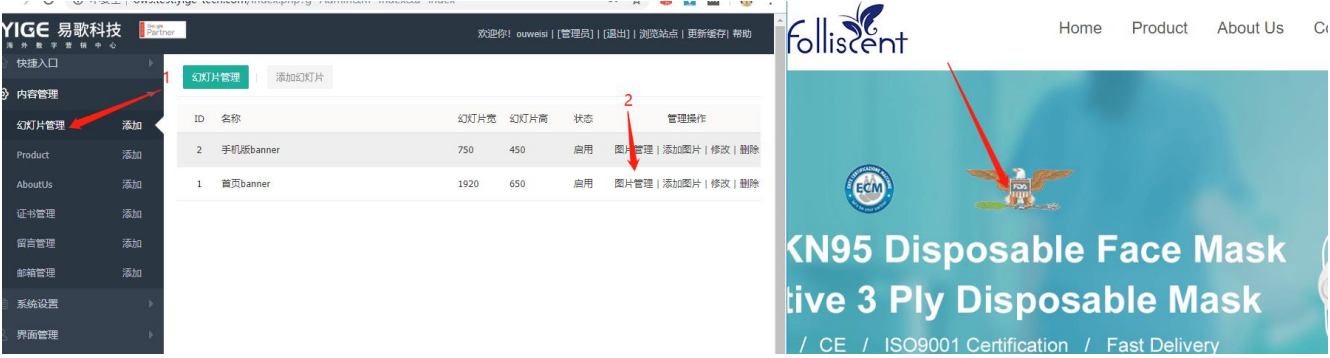 YIGE 易歌科技
海外数字营销中心
Google
Partner
欢迎你! ouweisi | [管理员] | [退出] | 浏览站点 | 更新缓存| 帮助
快捷入口
内容管理
幻灯片管理 添加
Product 添加
AboutUs 添加
证书管理 添加
留言管理 添加
邮箱管理 添加
系统设置
界面管理
1
幻灯片管理 添加幻灯片
2
ID 名称 幻灯片宽 幻灯片高 状态 管理操作
2 手机版banner 750 450 启用 图片管理 | 添加图片 | 修改 | 删除
1 首页banner 1920 650 启用 图片管理 | 添加图片 | 修改 | 删除
folliscent
Home Product About Us
ECM
FDA
KN95 Disposable Face Mask
tive 3 Ply Disposable Mask
/ CE / ISO9001 Certification / Fast Delivery